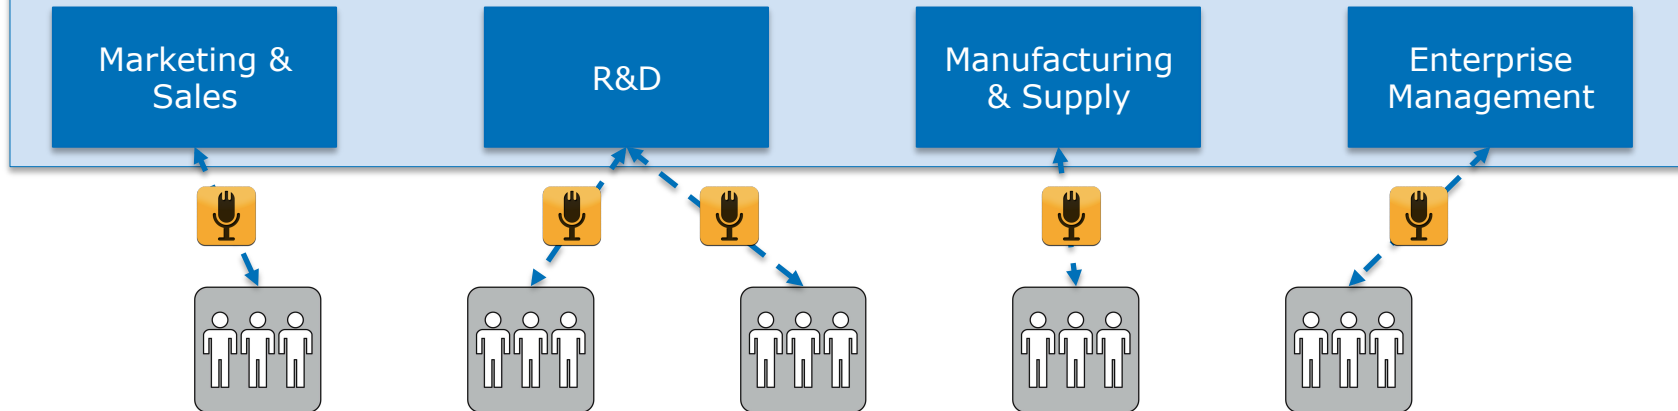 Marketing &
Sales
R&D
Manufacturing
& Supply
Enterprise
Management